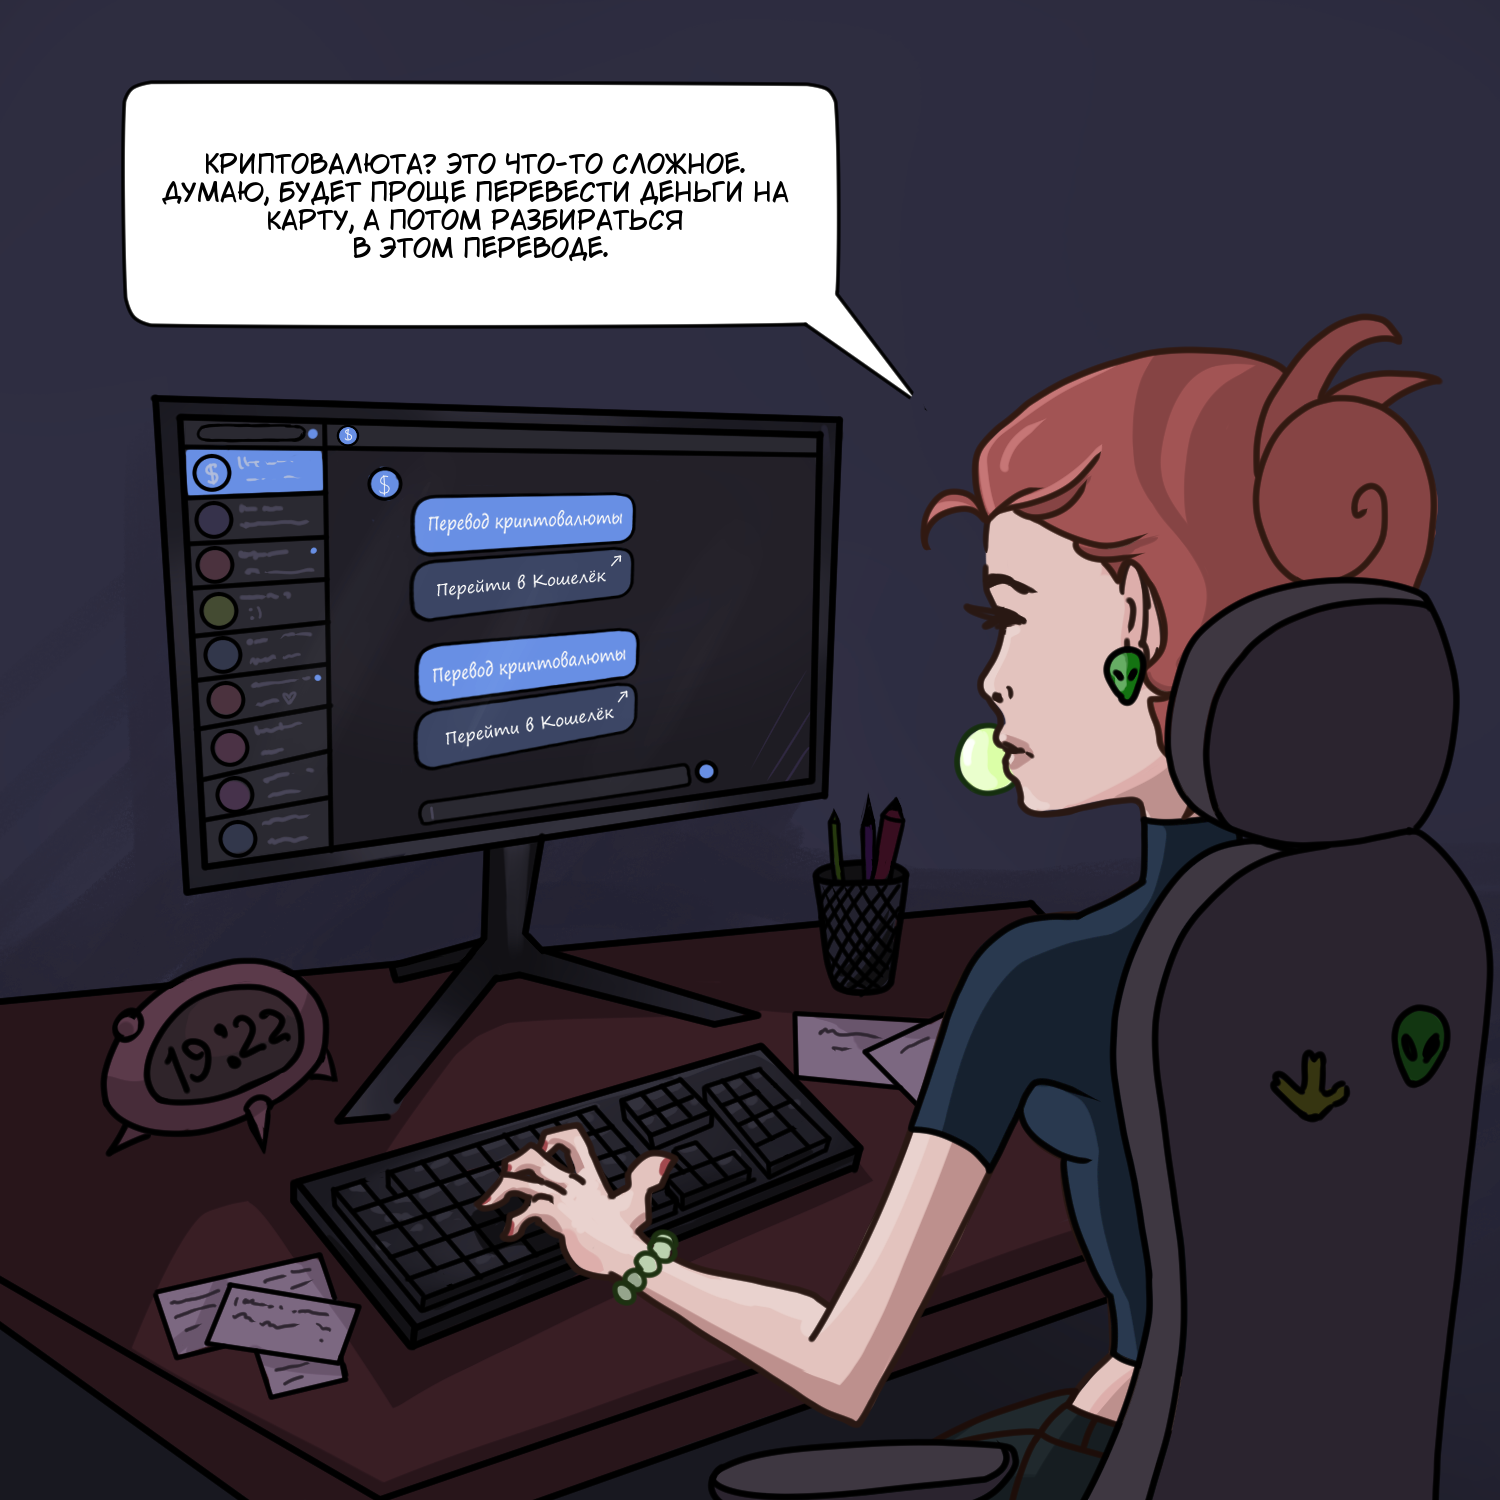 КРИПТОВАЛЮТА? ЭТО ЧТО-ТО СЛОЖНОЕ.
ДУМАЮ, БУДЕТ ПРОЩЕ ПЕРЕВЕСТИ ДЕНЬГИ НА
КАРТУ, А ПОТОМ РАЗБИРАТЬСЯ
В ЭТОМ ПЕРЕВОДЕ.
$
$
$
Перевод криптовалюты
Перейти в Кошелёк
:)
Перевод криптовалюты
Перейти в Кошелёк
19:22